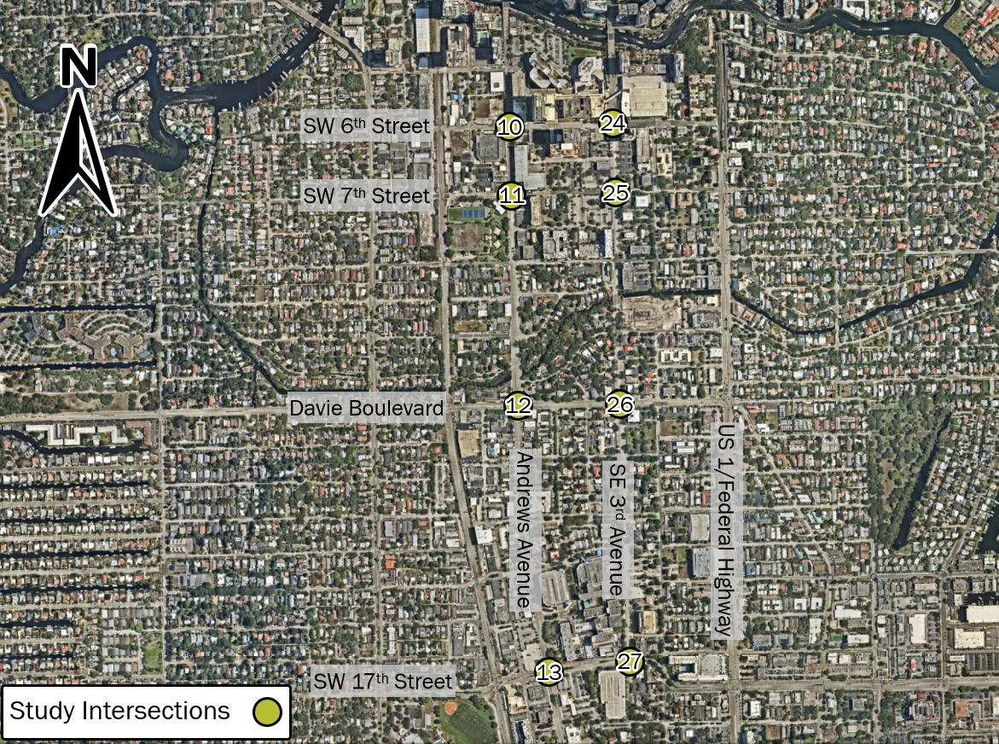 N
SW 6th Street
10
24
SW 7th Street
11
25
Davie Boulevard
12
26
Andrews Avenue
SE 3rd Avenue
US 1/Federal Highway
SW 17th Street
13
27
Study Intersections